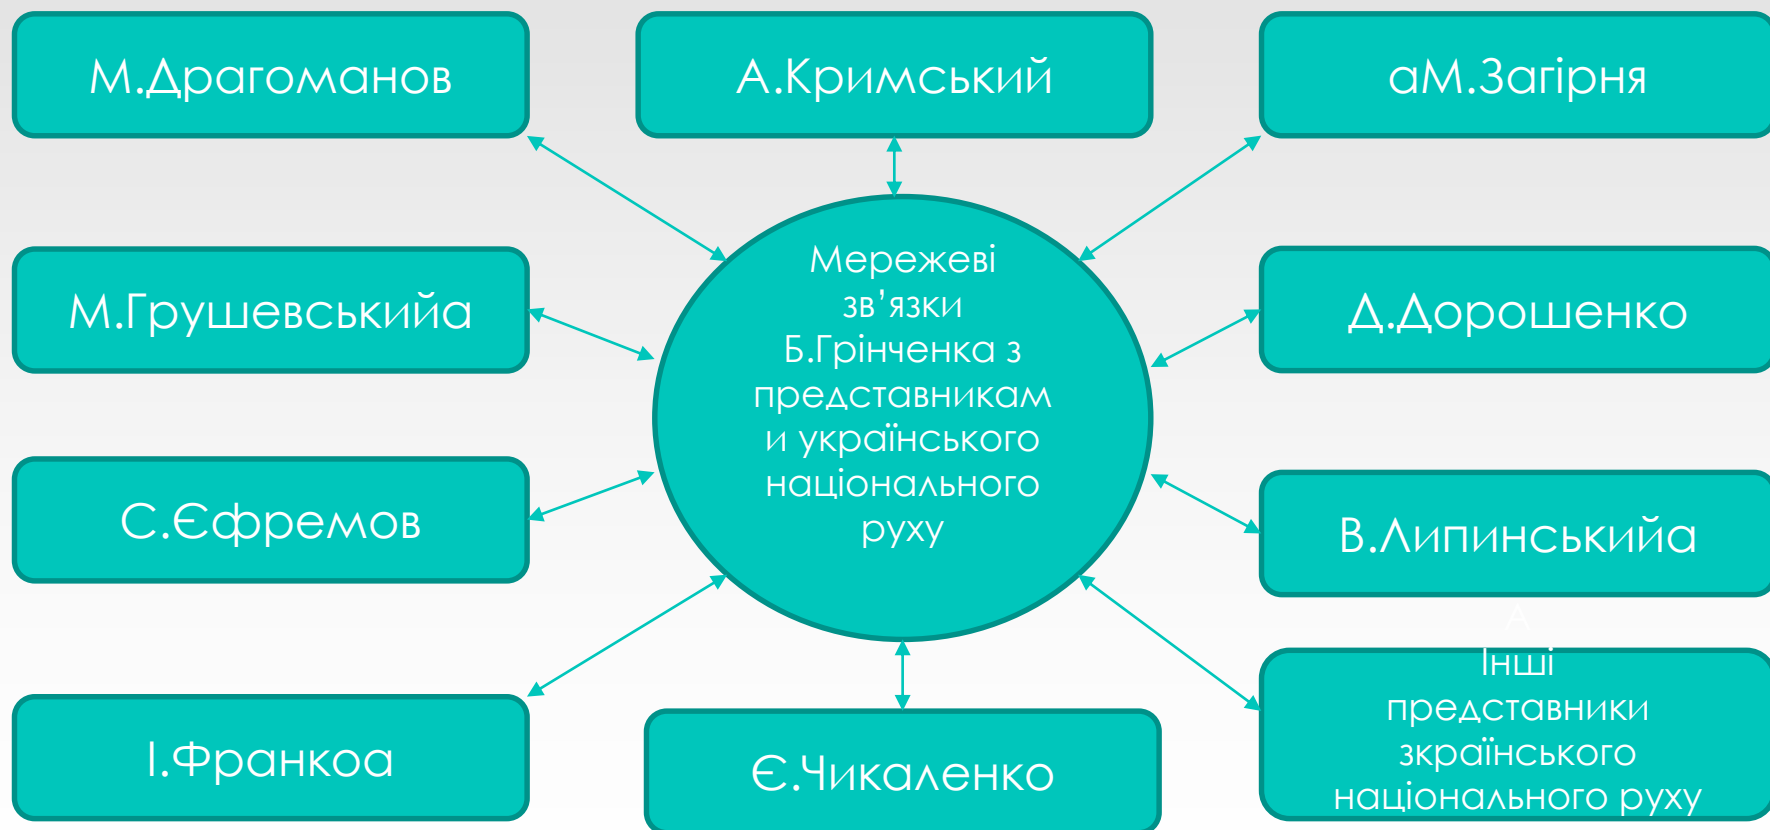 М.Драгоманов
А.Кримський
аМ.Загірня
Мережеві
зв’язки
Б.Грінченка з
представникам
и українського
національного
руху
М.Грушевськийа
Д.Дорошенко
С.Єфремов
В.Липинськийа
А
Інші
представники
зкраїнського
національного руху
І.Франкоа
Є.Чикаленко